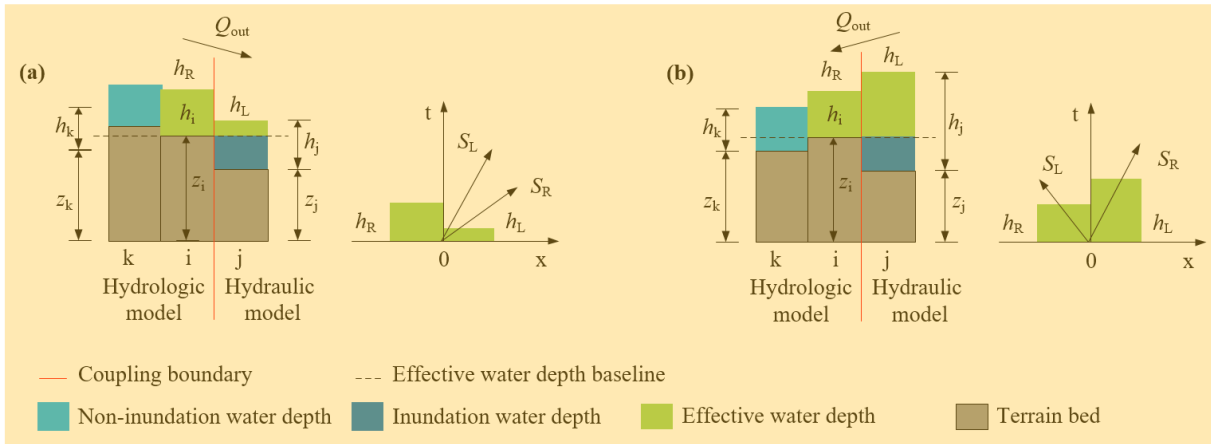 (a)
Q_out
h_R
h_L
h_i
h_k
h_j
z_k
z_i
z_j
k
i
j
Hydrologic
model
Hydraulic
model
t
S_L
S_R
h_R
h_L
0
x
(b)
Q_out
h_L
h_R
h_i
h_k
h_j
z_k
z_i
z_j
k
i
j
Hydrologic
model
Hydraulic
model
t
S_L
S_R
h_R
h_L
0
x
Coupling boundary
Effective water depth baseline
Non-inundation water depth
Inundation water depth
Effective water depth
Terrain bed